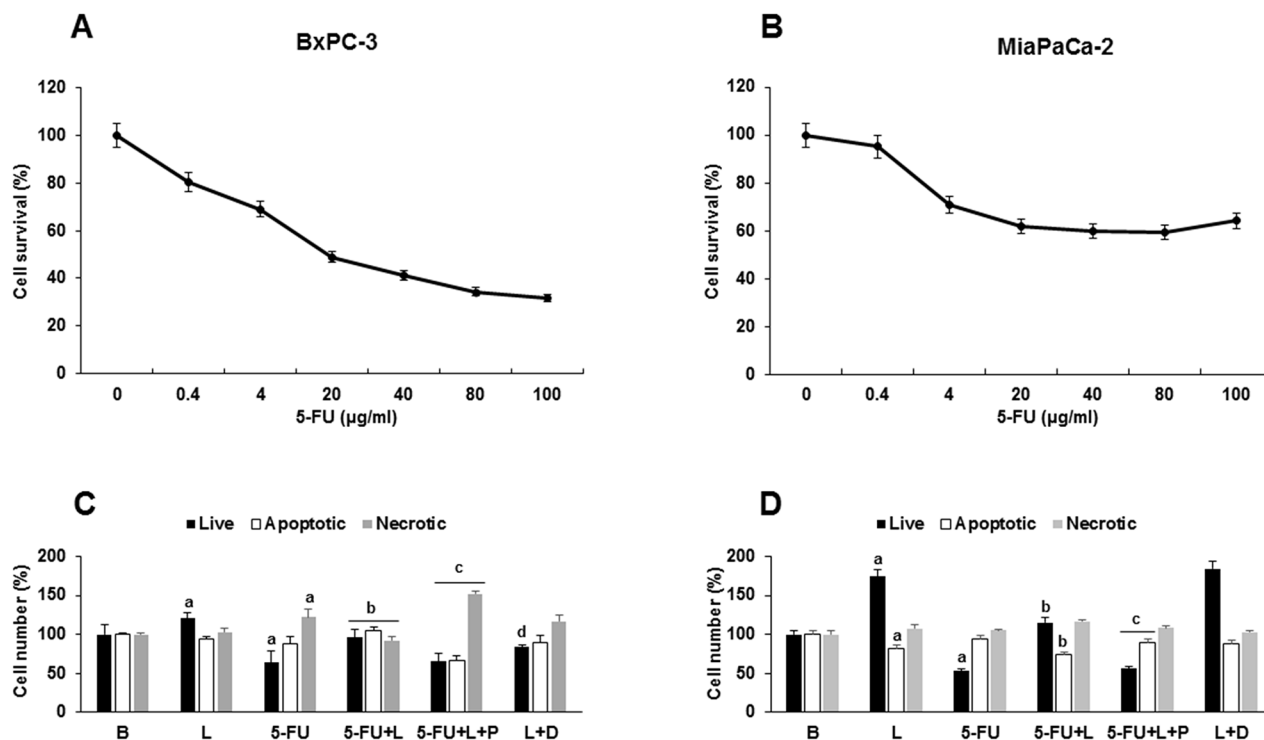 A
BxPC-3
120
100
80
60
40
20
0
Cell survival (%)
0 0.4 4 20 40 80 100
5-FU (µg/ml)
B
MiaPaCa-2
120
100
80
60
40
20
0
Cell survival (%)
0 0.4 4 20 40 80 100
5-FU (µg/ml)
C
Live Apoptotic Necrotic
200
150
100
50
0
Cell number (%)
a
a
a
b
c
d
B L 5-FU 5-FU+L 5-FU+L+P L+D
D
Live Apoptotic Necrotic
200
150
100
50
0
Cell number (%)
a
a
a
b
b
c
B L 5-FU 5-FU+L 5-FU+L+P L+D